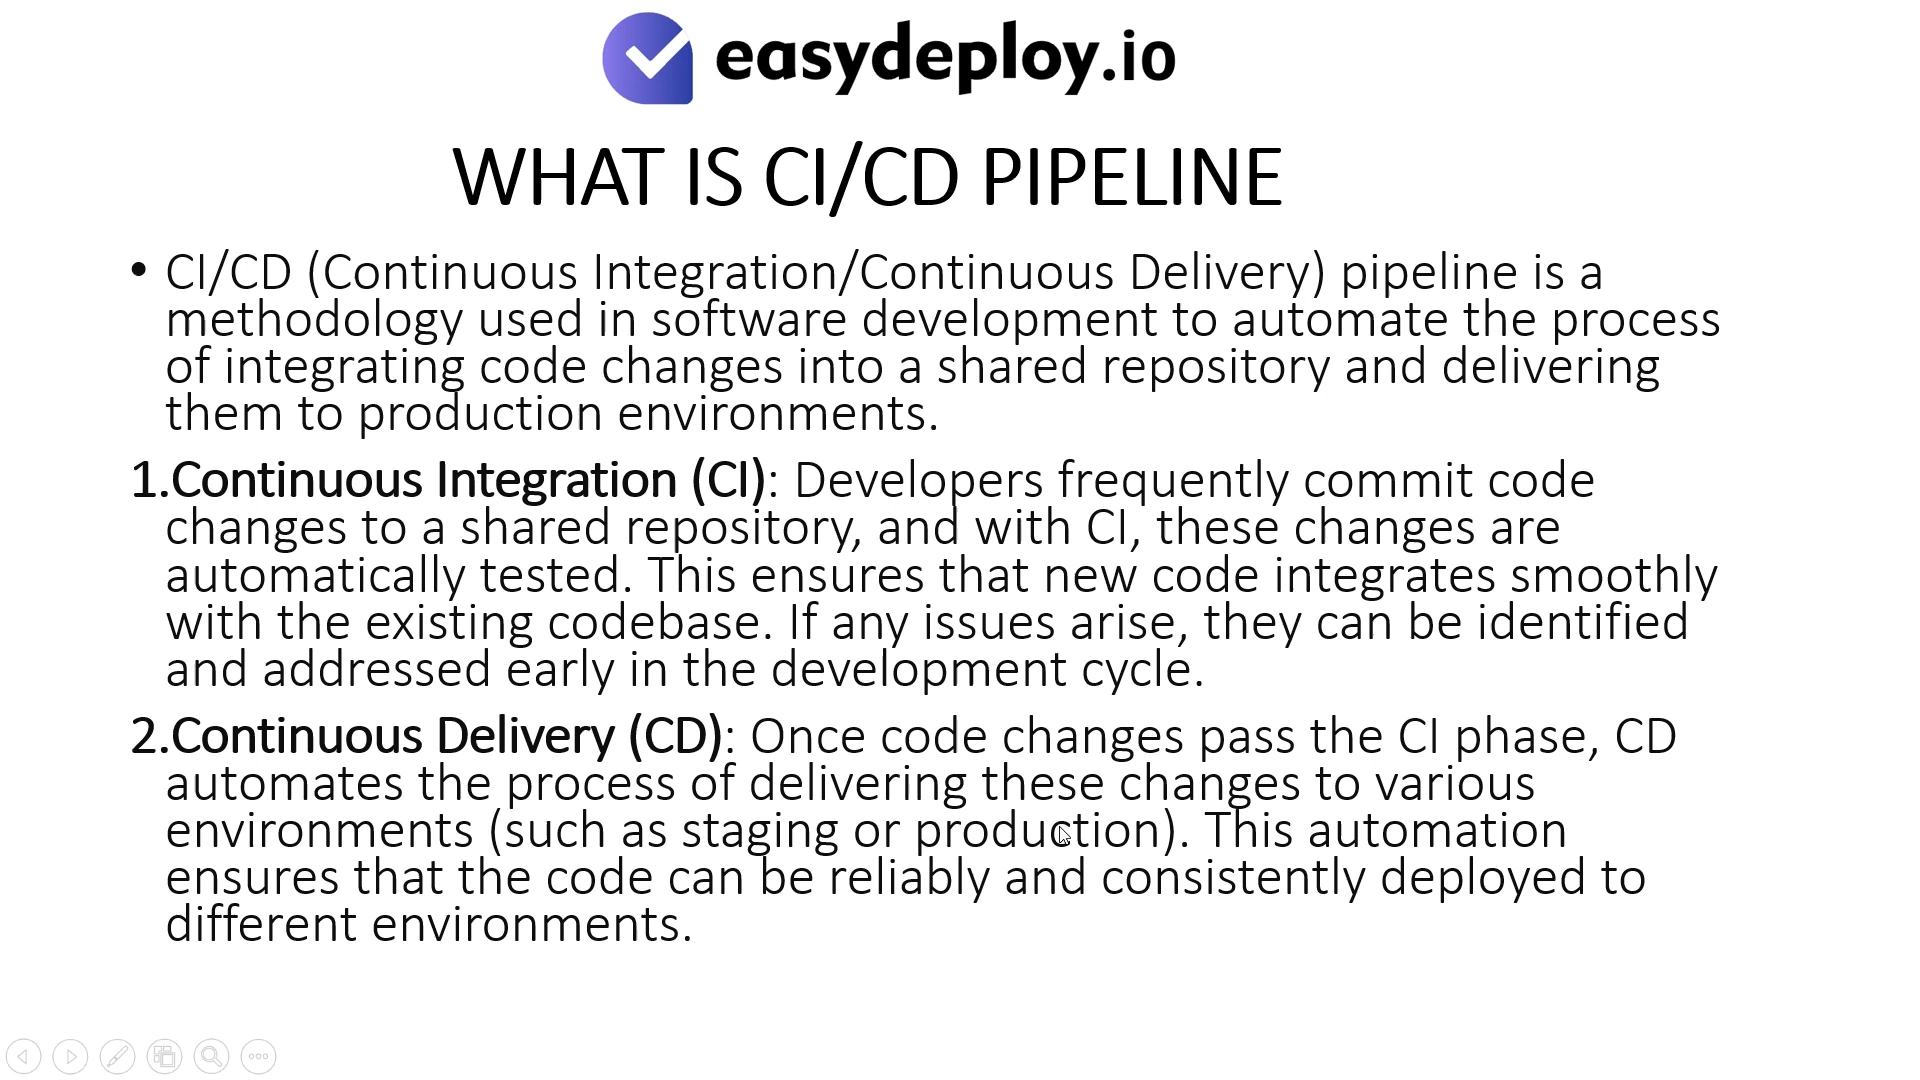 easydeploy.io
WHAT IS CI/CD PIPELINE
• CI/CD (Continuous Integration/Continuous Delivery) pipeline is a
methodology used in software development to automate the process
of integrating code changes into a shared repository and delivering
them to production environments.
1.Continuous Integration (CI): Developers frequently commit code
changes to a shared repository, and with CI, these changes are
automatically tested. This ensures that new code integrates smoothly
with the existing codebase. If any issues arise, they can be identified
and addressed early in the development cycle.
2.Continuous Delivery (CD): Once code changes pass the CI phase, CD
automates the process of delivering these changes to various
environments (such as staging or production). This automation
ensures that the code can be reliably and consistently deployed to
different environments.